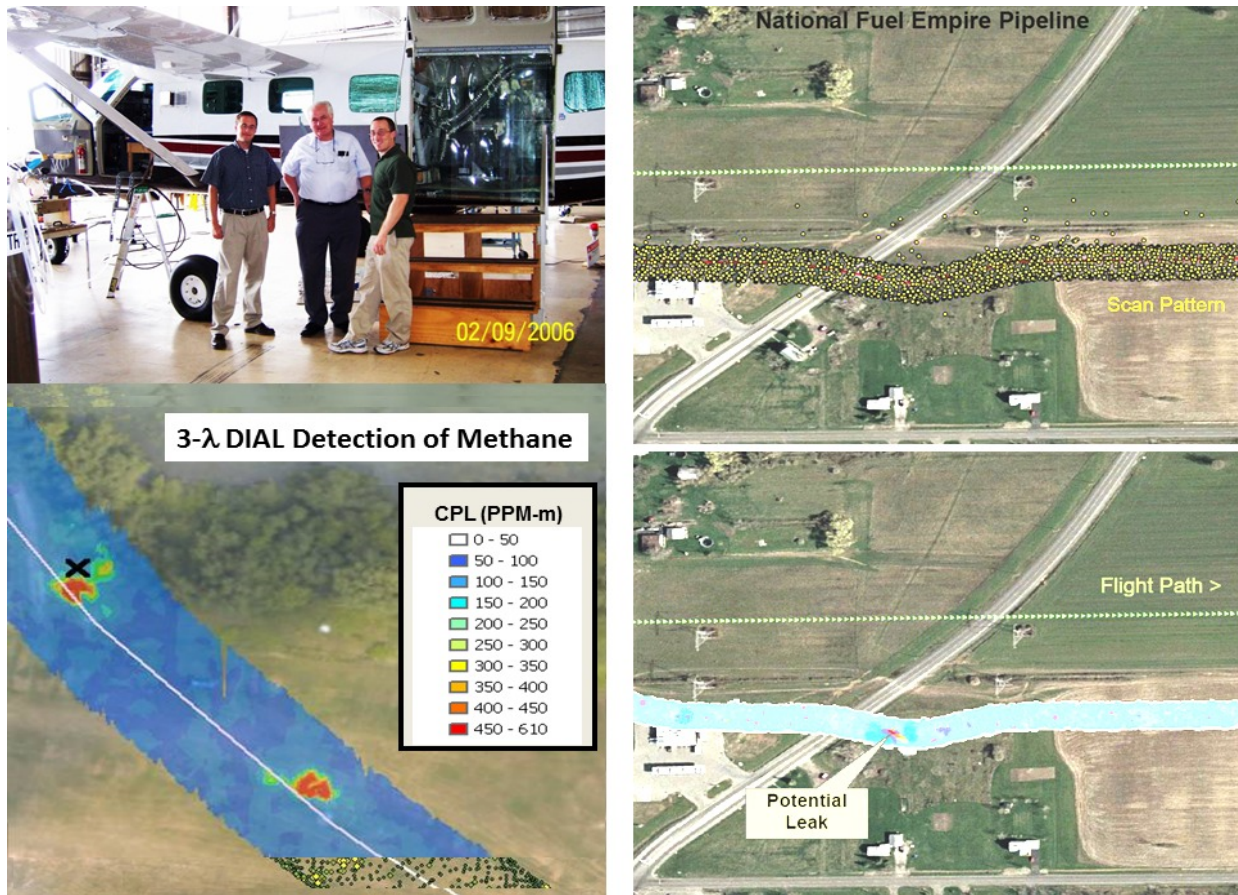 02/09/2006
National Fuel Empire Pipeline
Scan Pattern
3-λ DIAL Detection of Methane
CPL (PPM-m)
0 - 50
50 - 100
100 - 150
150 - 200
200 - 250
250 - 300
300 - 350
350 - 400
400 - 450
450 - 610
X
Flight Path >
Potential
Leak